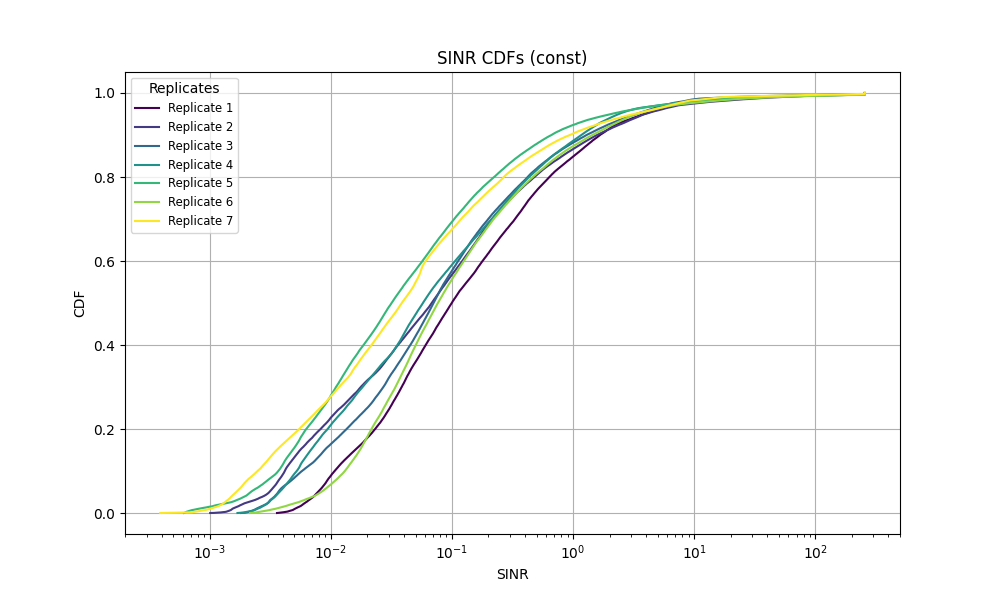 SINR CDFs (const)
Replicates
Replicate 1
Replicate 2
Replicate 3
Replicate 4
Replicate 5
Replicate 6
Replicate 7
1.0
0.8
0.6
0.4
0.2
0.0
CDF
10⁻³ 10⁻² 10⁻¹ 10⁰ 10¹ 10²
SINR